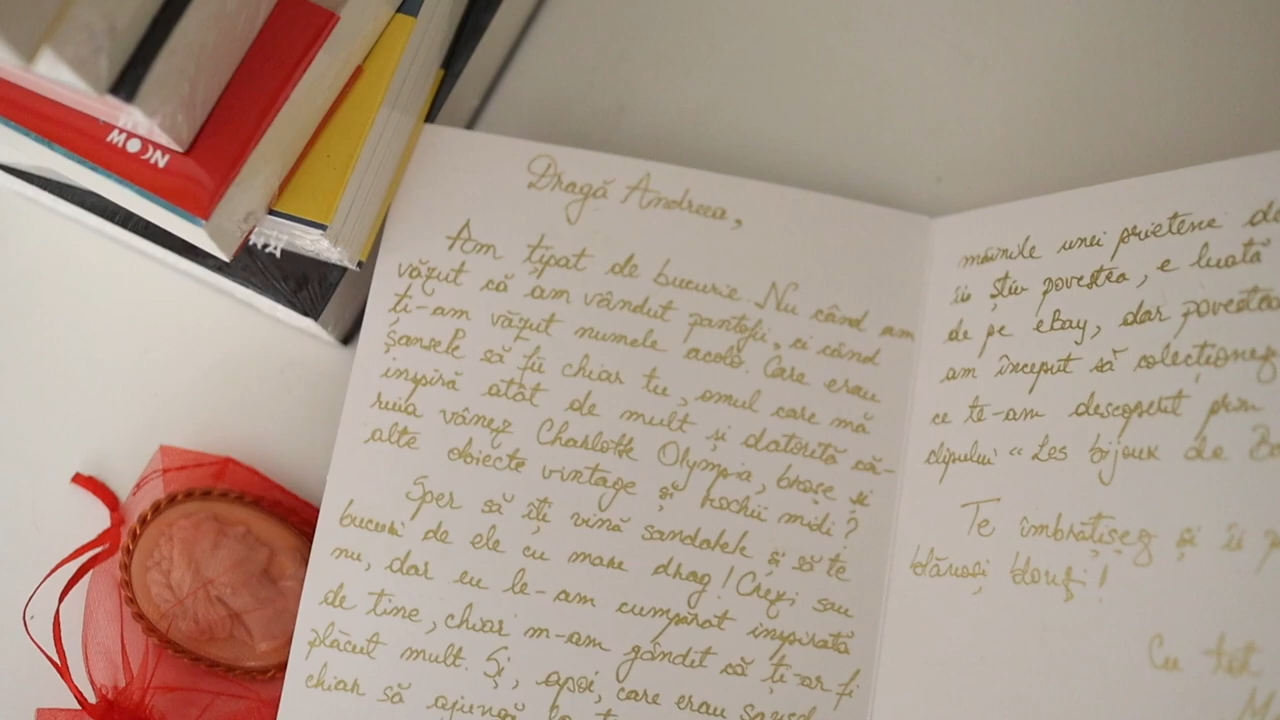 Dragă Andreea,
Am țipat de bucurie. Nu când am
văzut că am vândut pantofii, ci când
ți-am văzut numele acolo. Care erau
șansele să fii chiar tu, omul care mă
inspiră atât de mult și datorită că-
ruia vânez Charlotte Olympia, broșe și
alte obiecte vintage și rochii midi?
Sper să îți vină sandalele și să te
bucuri de ele cu mare drag! Crezi sau
nu, dar eu le-am cumpărat inspirată
de tine, chiar m-am gândit că ți-ar fi
plăcut mult. Și, apoi, care erau
chiar să ajungă
mâinile unei prietene
știu povestea, e luată
de pe eBay, dar povestea
am început să colecționez
ce te-am descoperit prin
clipului "Les bijoux de
Te îmbrățișez și îi
blănoși blonzi!
Cu tot
NCOW